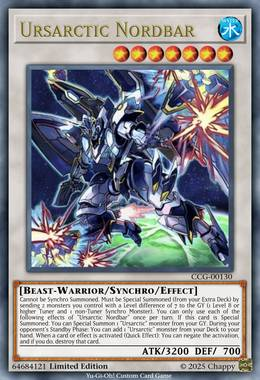 URSARCTIC NORDBAR
WATER
水
CCG-00130
[BEAST-WARRIOR/SYNCHRO/EFFECT]
Cannot be Synchro Summoned. Must be Special Summoned (from your Extra Deck) by
sending 2 monsters you control with a Level difference of 7 to the GY (1 Level 8 or
higher Tuner and 1 non-Tuner Synchro Monster). You can only use each of the
following effects of "Ursarctic Nordbar" once per turn. If this card is Special
Summoned: You can Special Summon 1 "Ursarctic" monster from your GY. During your
opponent's Standby Phase: You can add 1 "Ursarctic" monster from your Deck to your
hand. When a card or effect is activated (Quick Effect): You can negate the activation,
and if you do, destroy that card.
ATK/3200 DEF/ 700
64684121 Limited Edition © 2025 Chappy
Yu-Gi-Oh! Custom Card Game